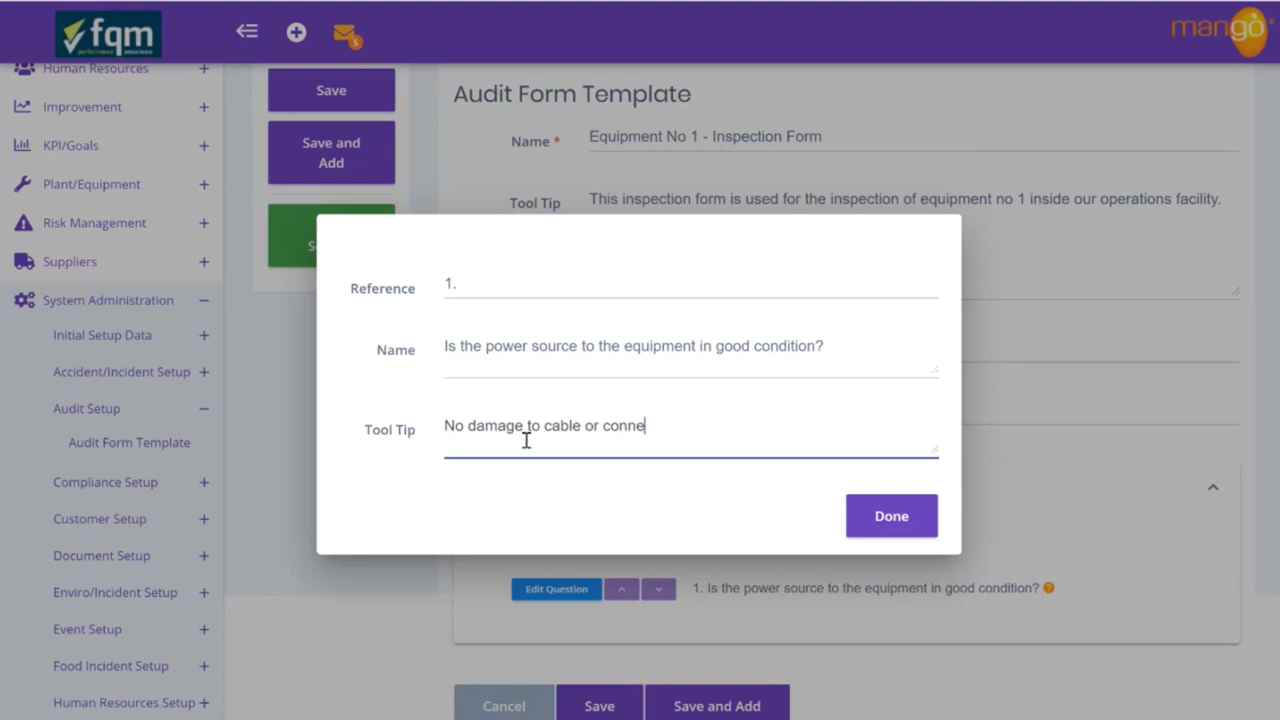 fqm
performance assurance
5
mango
Human Resources +
Improvement +
KPI/Goals +
Plant/Equipment +
Risk Management +
Suppliers +
System Administration −
Initial Setup Data +
Accident/Incident Setup +
Audit Setup −
Audit Form Template
Compliance Setup +
Customer Setup +
Document Setup +
Enviro/Incident Setup +
Event Setup +
Food Incident Setup +
Human Resources Setup +
Save
Save and
Add
S
Audit Form Template
Name * Equipment No 1 - Inspection Form
Tool Tip This inspection form is used for the inspection of equipment no 1 inside our operations facility.
Reference 1.
Name Is the power source to the equipment in good condition?
Tool Tip No damage to cable or conne
Done
Edit Question 1. Is the power source to the equipment in good condition? ?
Cancel Save Save and Add